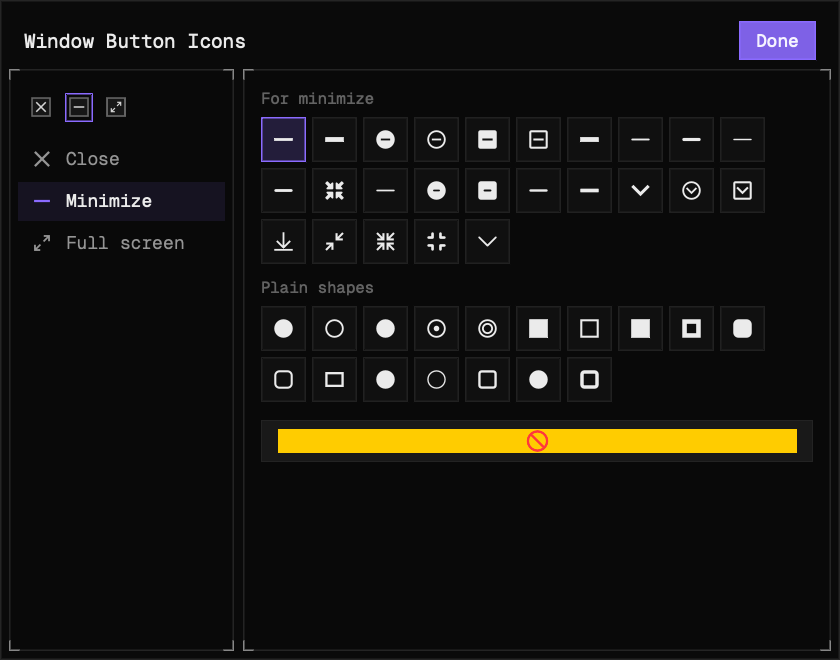 Window Button Icons
Done
Close
Minimize
Full screen
For minimize
Plain shapes